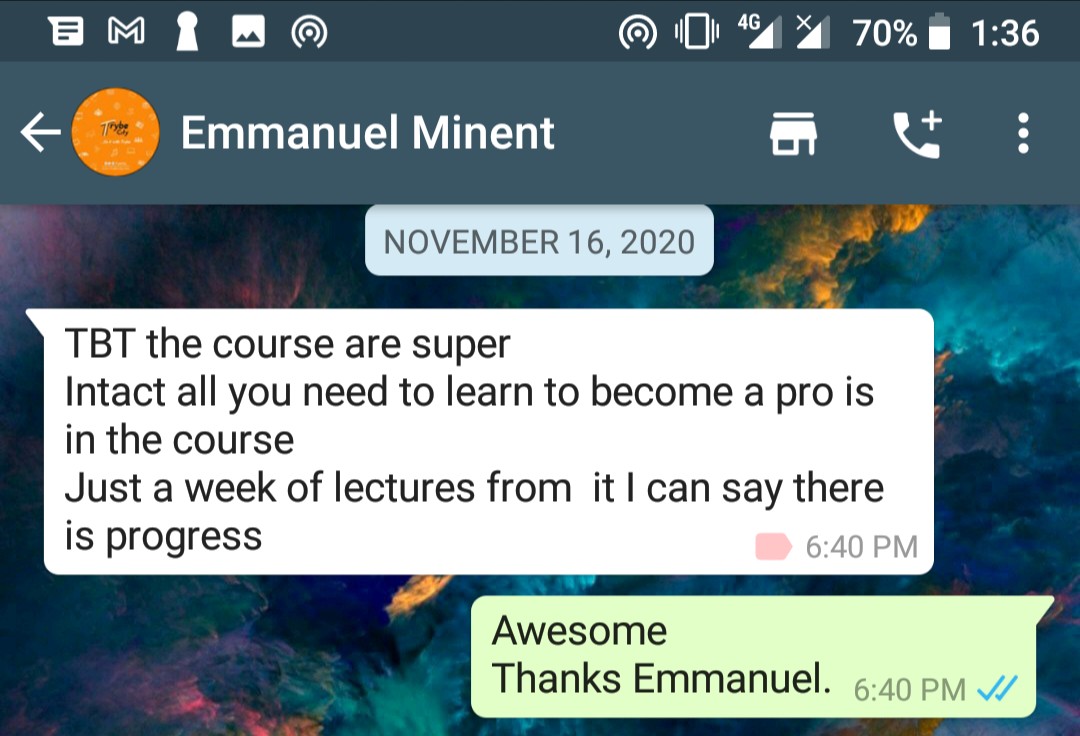 4G 70% 1:36
Emmanuel Minent
NOVEMBER 16, 2020
TBT the course are super
Intact all you need to learn to become a pro is
in the course
Just a week of lectures from it I can say there
is progress
6:40 PM
Awesome
Thanks Emmanuel.
6:40 PM